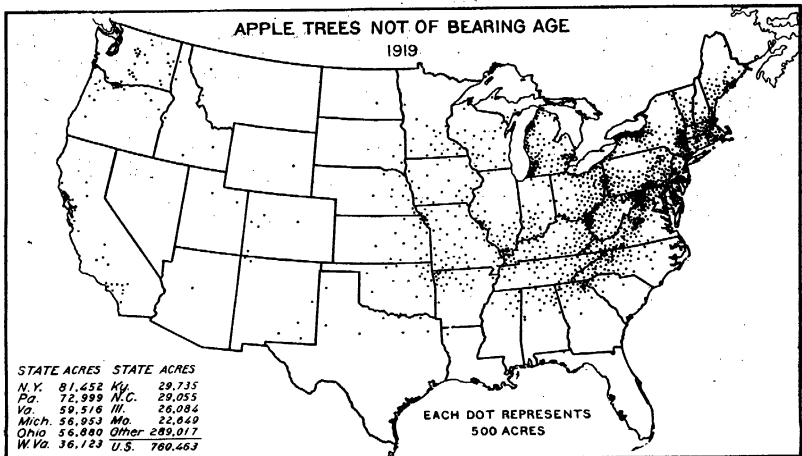 APPLE TREES NOT OF BEARING AGE
1919
STATE ACRES STATE ACRES
N.Y. 81,452 Ky. 29,735
Pa. 72,999 N.C. 29,055
Va. 59,516 Ill. 26,084
Mich. 56,953 Mo. 22,649
Ohio 56,880 Other 289,017
W.Va. 36,123 U.S. 760,463
EACH DOT REPRESENTS
500 ACRES